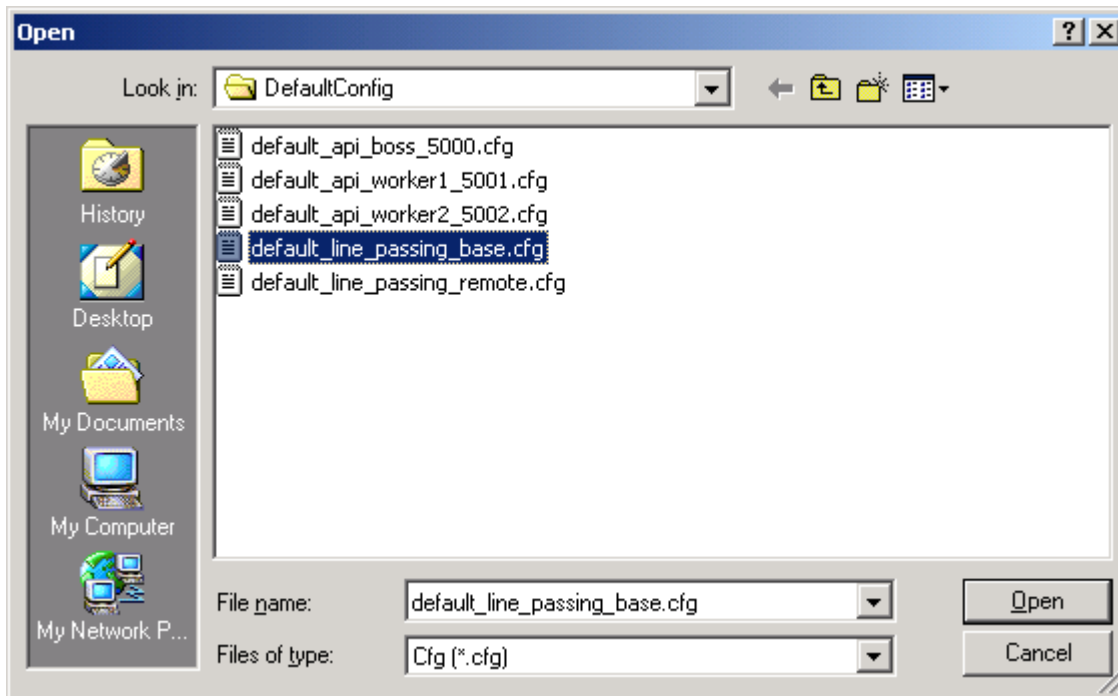 Open
Look in: DefaultConfig
default_api_boss_5000.cfg
default_api_worker1_5001.cfg
default_api_worker2_5002.cfg
default_line_passing_base.cfg
default_line_passing_remote.cfg
History
Desktop
My Documents
My Computer
My Network P...
File name: default_line_passing_base.cfg Open
Files of type: Cfg (*.cfg) Cancel